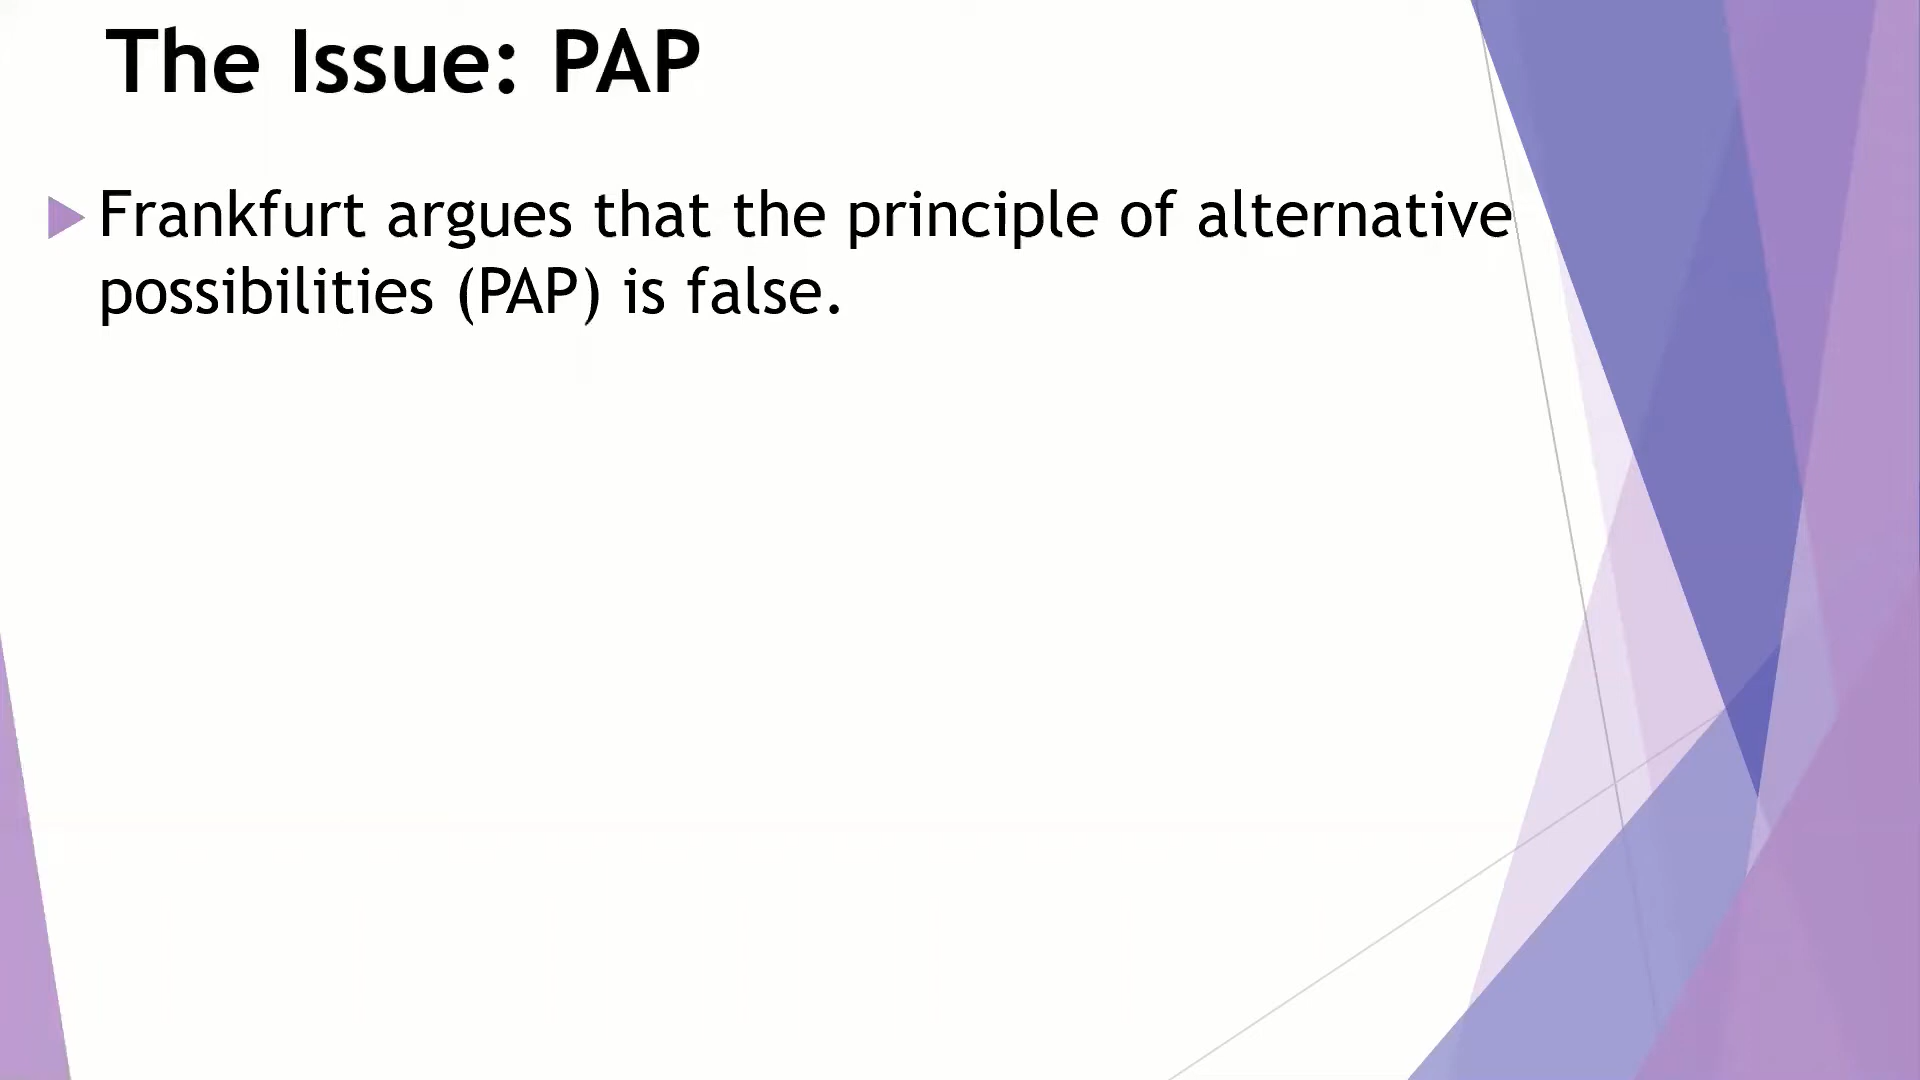 The Issue: PAP
Frankfurt argues that the principle of alternative
possibilities (PAP) is false.